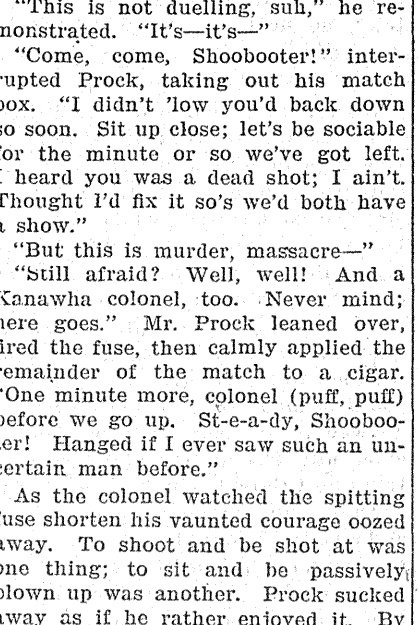 "This is not duelling, suh," he re-
monstrated. "It's—it's—"
"Come, come, Shoobooter!" inter-
rupted Prock, taking out his match
box. "I didn't 'low you'd back down
so soon. Sit up close; let's be sociable
for the minute or so we've got left.
I heard you was a dead shot; I ain't.
Thought I'd fix it so's we'd both have
a show."
"But this is murder, massacre—"
"Still afraid? Well, well! And a
Kanawha colonel, too. Never mind;
here goes." Mr. Prock leaned over,
fired the fuse, then calmly applied the
remainder of the match to a cigar.
"One minute more, colonel (puff, puff)
before we go up. St-e-a-dy, Shooboo-
ter! Hanged if I ever saw such an un-
certain man before."
As the colonel watched the spitting
fuse shorten his vaunted courage oozed
away. To shoot and be shot at was
one thing; to sit and be passively
blown up was another. Prock sucked
away as if he rather enjoyed it. By